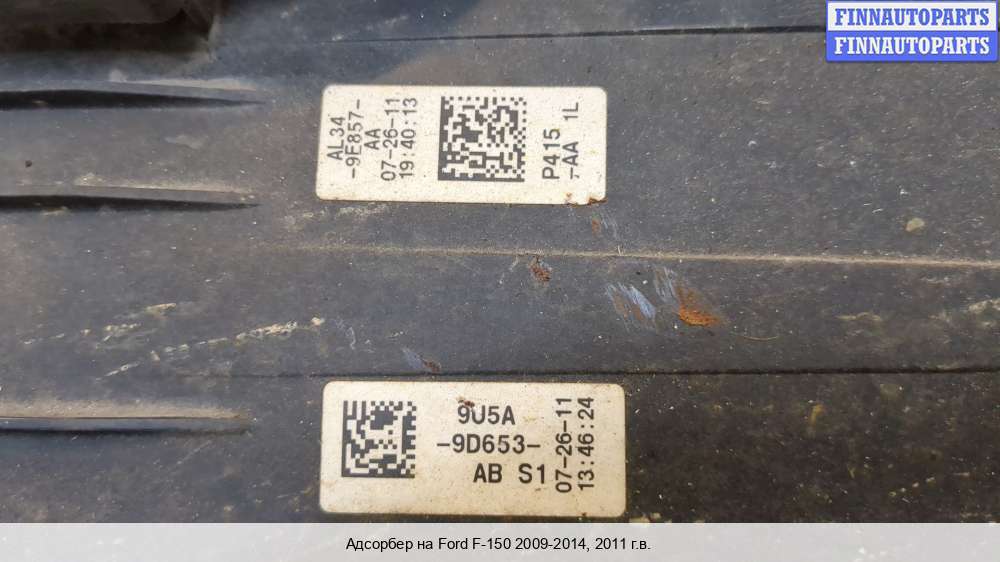 FINNAUTOPARTS
FINNAUTOPARTS
AL34
-9E857-
AA
07-26-11
19:40:13
P415
-AA 1L
9U5A
-9D653-
AB S1
07-26-11
13:46:24
Адсорбер на Ford F-150 2009-2014, 2011 г.в.